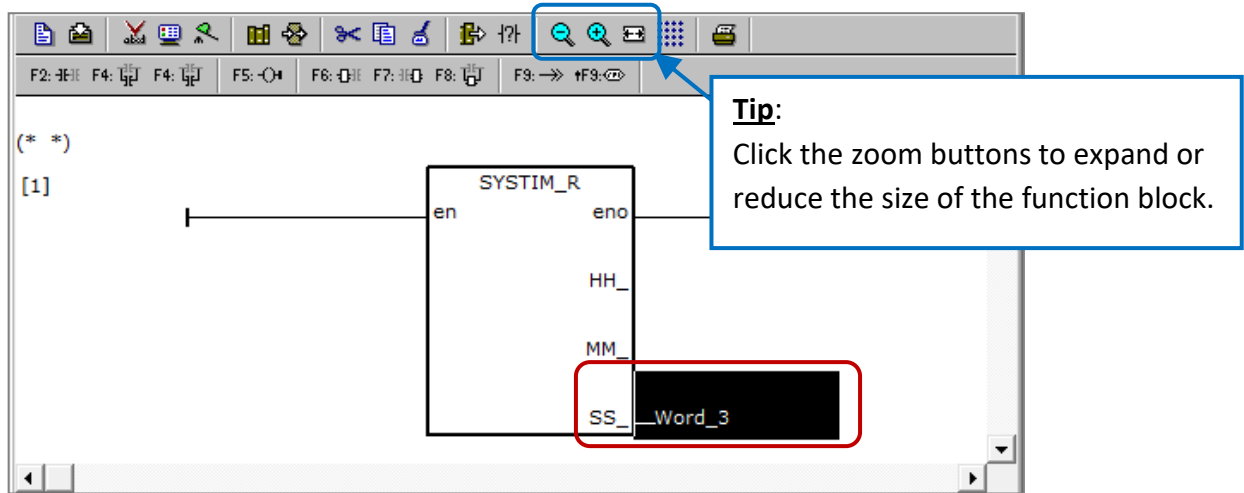 F2: F4: F4: F5: F6: F7: F8: F9: F9:
Tip:
Click the zoom buttons to expand or
reduce the size of the function block.
(* *)
[1]
SYSTIM_R
en eno
HH_
MM_
SS_ Word_3